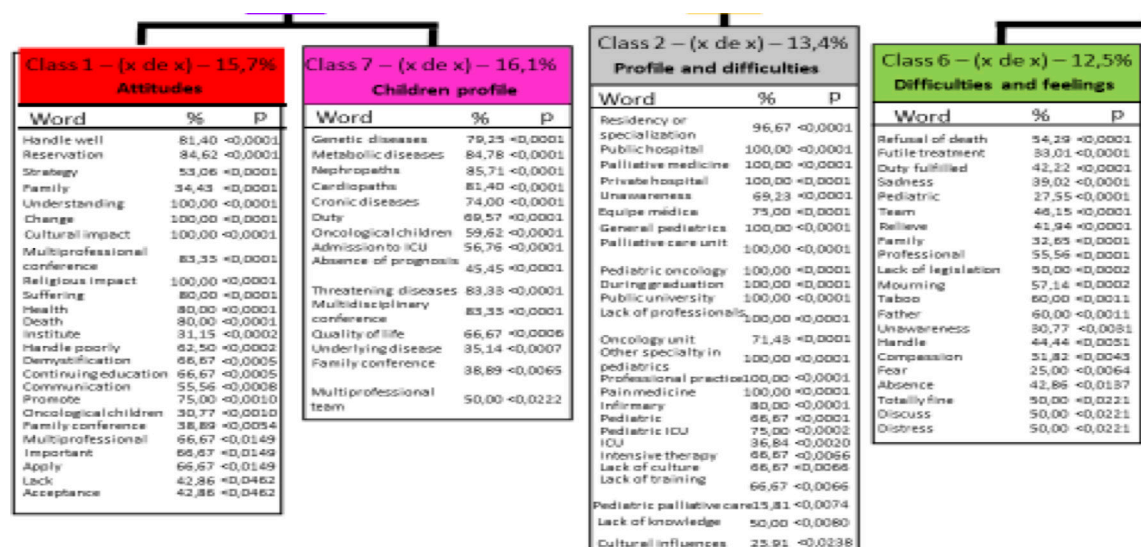 Class 1 – (x de x) – 15,7%
Attitudes
Word % P
Handle well 81,40 <0,0001
Reservation 84,62 <0,0001
Strategy 53,06 <0,0001
Family 34,43 <0,0001
Understanding 100,00 <0,0001
Change 100,00 <0,0001
Cultural impact 100,00 <0,0001
Multiprofessional
conference 83,33 <0,0001
Religious impact 100,00 <0,0001
Suffering 80,00 <0,0001
Health 80,00 <0,0001
Death 80,00 <0,0001
Institute 31,15 <0,0002
Handle poorly 62,50 <0,0002
Demystification 66,67 <0,0005
Continuing education 66,67 <0,0005
Communication 55,56 <0,0008
Promote 75,00 <0,0010
Oncological children 30,77 <0,0010
Family conference 38,89 <0,0054
Multiprofessional 66,67 <0,0149
Important 66,67 <0,0149
Apply 66,67 <0,0149
Lack 42,86 <0,0462
Acceptance 42,86 <0,0462
Class 7 – (x de x) – 16,1%
Children profile
Word % P
Genetic diseases 79,25 <0,0001
Metabolic diseases 84,78 <0,0001
Nephropaths 85,71 <0,0001
Cardiopaths 81,40 <0,0001
Cronic diseases 74,00 <0,0001
Duty 69,57 <0,0001
Oncological children 59,62 <0,0001
Admission to ICU 56,76 <0,0001
Absence of prognosis
45,45 <0,0001
Threatening diseases 83,33 <0,0001
Multidisciplinary
conference 83,33 <0,0001
Quality of life 66,67 <0,0006
Underlying disease 35,14 <0,0007
Family conference
38,89 <0,0065
Multiprofessional
team 50,00 <0,0222
Class 2 – (x de x) – 13,4%
Profile and difficulties
Word % P
Residency or
specialization 96,67 <0,0001
Public hospital 100,00 <0,0001
Palliative medicine 100,00 <0,0001
Private hospital 100,00 <0,0001
Unawareness 69,23 <0,0001
Equipe médica 75,00 <0,0001
General pediatrics 100,00 <0,0001
Palliative care unit
100,00 <0,0001
Pediatric oncology 100,00 <0,0001
During graduation 100,00 <0,0001
Public university 100,00 <0,0001
Lack of professionals
100,00 <0,0001
Oncology unit 71,43 <0,0001
Other specialty in
pediatrics 100,00 <0,0001
Professional practice 100,00 <0,0001
Pain medicine 100,00 <0,0001
Infirmary 80,00 <0,0001
Pediatric 66,67 <0,0001
Pediatric ICU 75,00 <0,0002
ICU 36,84 <0,0020
Intensive therapy 66,67 <0,0066
Lack of culture 66,67 <0,0066
Lack of training
66,67 <0,0066
Pediatric palliative care 15,81 <0,0074
Lack of knowledge 50,00 <0,0080
Cultural influences 25,91 <0,0238
Class 6 – (x de x) – 12,5%
Difficulties and feelings
Word % P
Refusal of death 54,29 <0,0001
Futile treatment 33,01 <0,0001
Duty fulfilled 42,22 <0,0001
Sadness 39,02 <0,0001
Pediatric 27,55 <0,0001
Team 46,15 <0,0001
Relieve 41,94 <0,0001
Family 32,65 <0,0001
Professional 55,56 <0,0001
Lack of legislation 50,00 <0,0002
Mourning 57,14 <0,0002
Taboo 60,00 <0,0011
Father 60,00 <0,0011
Unawareness 30,77 <0,0031
Handle 44,44 <0,0031
Compassion 31,82 <0,0043
Fear 25,00 <0,0064
Absence 42,86 <0,0137
Totally fine 50,00 <0,0221
Discuss 50,00 <0,0221
Distress 50,00 <0,0221